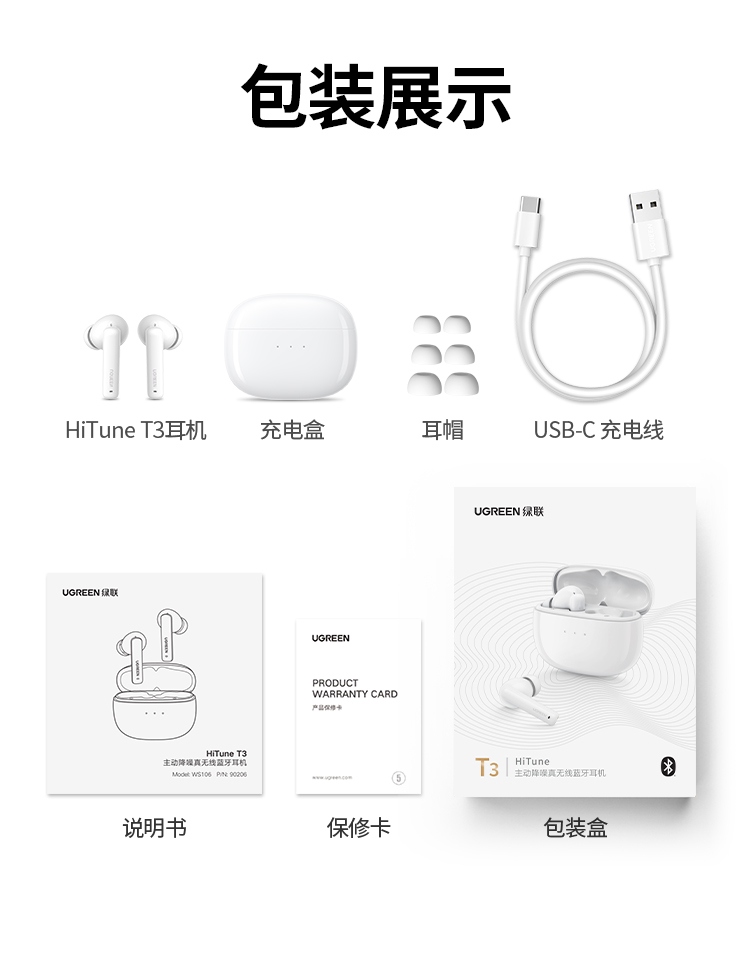 包装展示
HiTune T3耳机
充电盒
耳帽
USB-C 充电线
UGREEN 绿联
HiTune T3
主动降噪真无线蓝牙耳机
Model: WS106 P/N: 90206
UGREEN
PRODUCT
WARRANTY CARD
产品保修卡
www.ugreen.com
5
UGREEN 绿联
T3
HiTune
主动降噪真无线蓝牙耳机
说明书
保修卡
包装盒